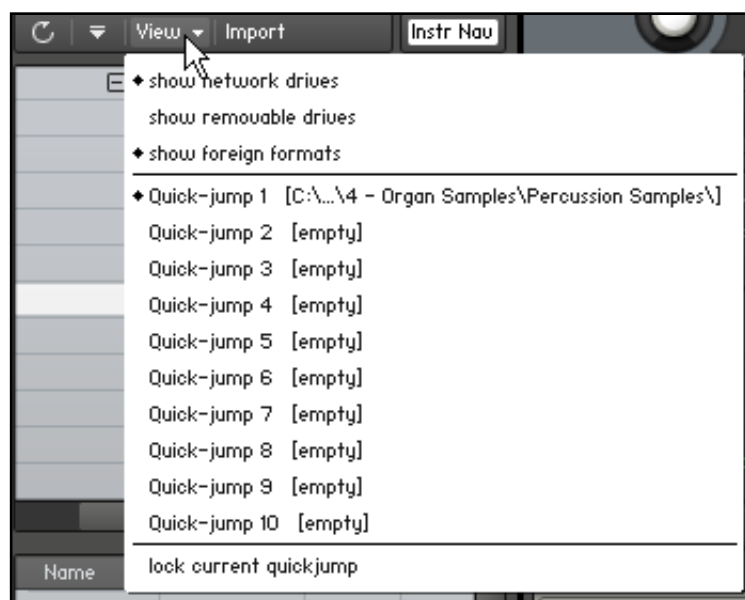 View Import Instr Nav
◆ show network drives
show removable drives
◆ show foreign formats
◆ Quick-jump 1 [C:\...\4 - Organ Samples\Percussion Samples\]
Quick-jump 2 [empty]
Quick-jump 3 [empty]
Quick-jump 4 [empty]
Quick-jump 5 [empty]
Quick-jump 6 [empty]
Quick-jump 7 [empty]
Quick-jump 8 [empty]
Quick-jump 9 [empty]
Quick-jump 10 [empty]
lock current quickjump
Name